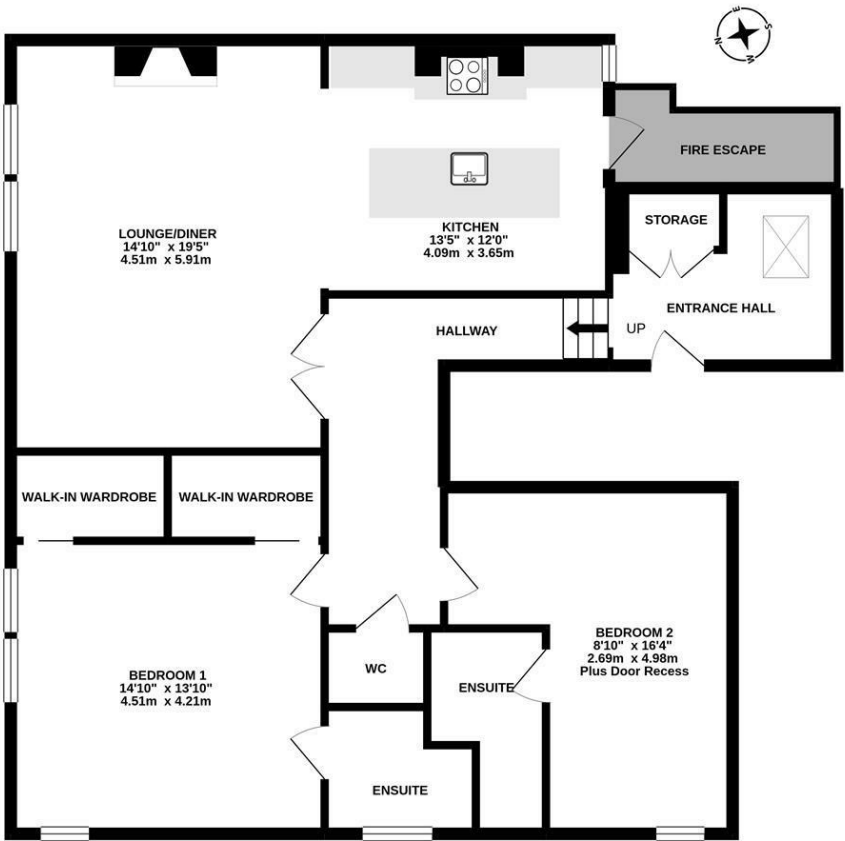 N
E
S
W
FIRE ESCAPE
STORAGE
LOUNGE/DINER
14'10" x 19'5"
4.51m x 5.91m
KITCHEN
13'5" x 12'0"
4.09m x 3.65m
ENTRANCE HALL
HALLWAY
UP
WALK-IN WARDROBE
WALK-IN WARDROBE
BEDROOM 2
8'10" x 16'4"
2.69m x 4.98m
Plus Door Recess
BEDROOM 1
14'10" x 13'10"
4.51m x 4.21m
WC
ENSUITE
ENSUITE